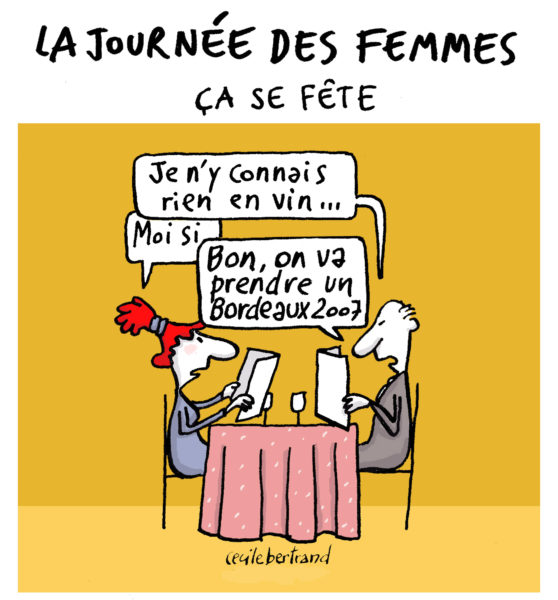 LA JOURNÉE DES FEMMES
ÇA SE FÊTE
Je n'y connais
rien en vin...
Moi si
Bon, on va
prendre un
Bordeaux 2007
cecilebertrand